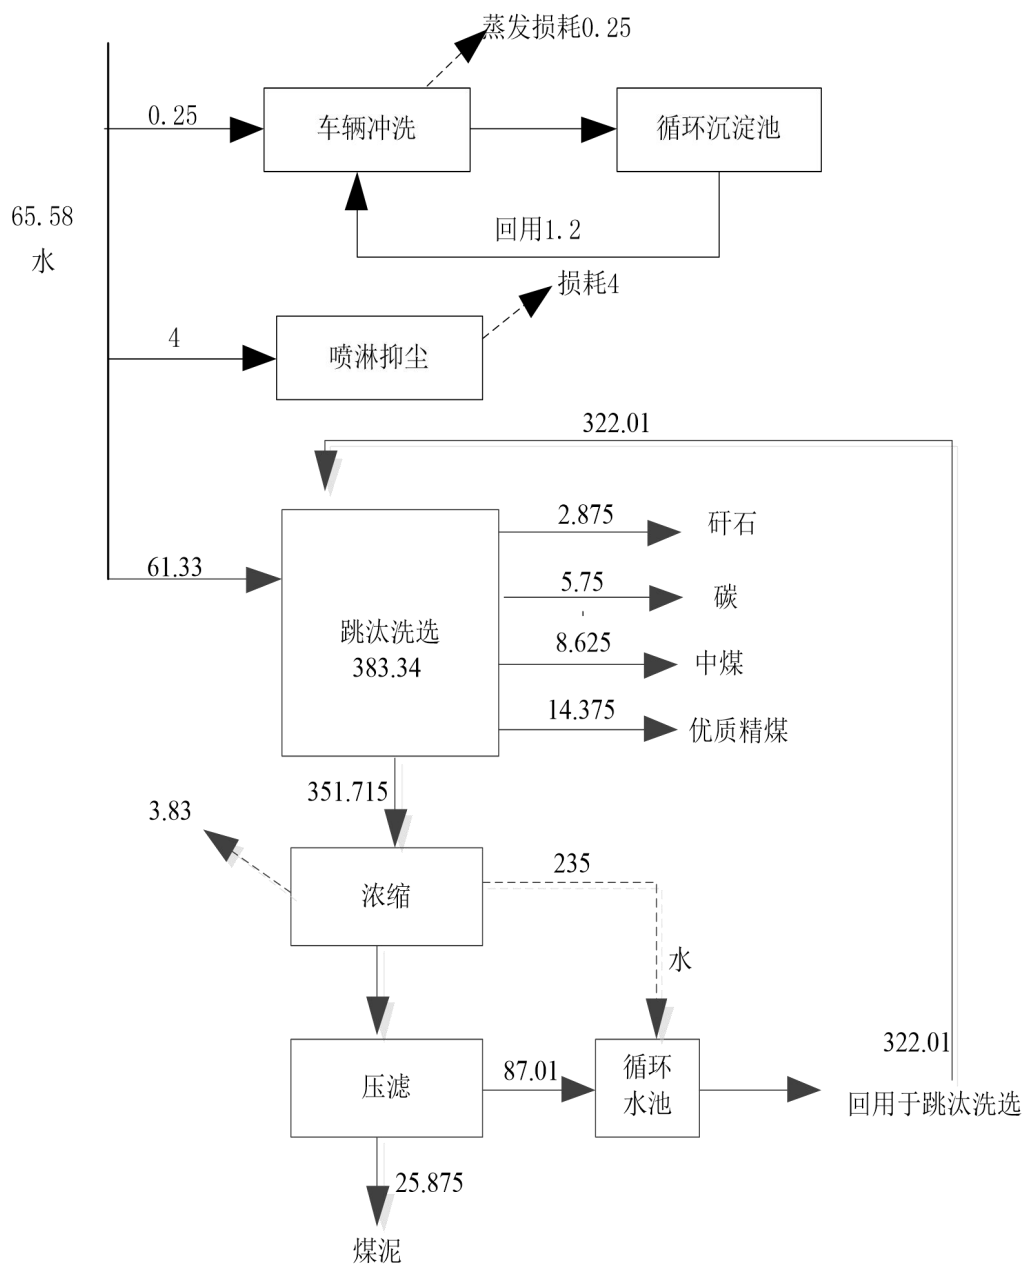 蒸发损耗0.25
0.25
车辆冲洗
循环沉淀池
65.58
水
回用1.2
损耗4
4
喷淋抑尘
322.01
2.875
矸石
61.33
5.75
碳
跳汰洗选
383.34
8.625
中煤
14.375
优质精煤
351.715
3.83
235
浓缩
水
322.01
87.01
循环
水池
压滤
回用于跳汰洗选
25.875
煤泥